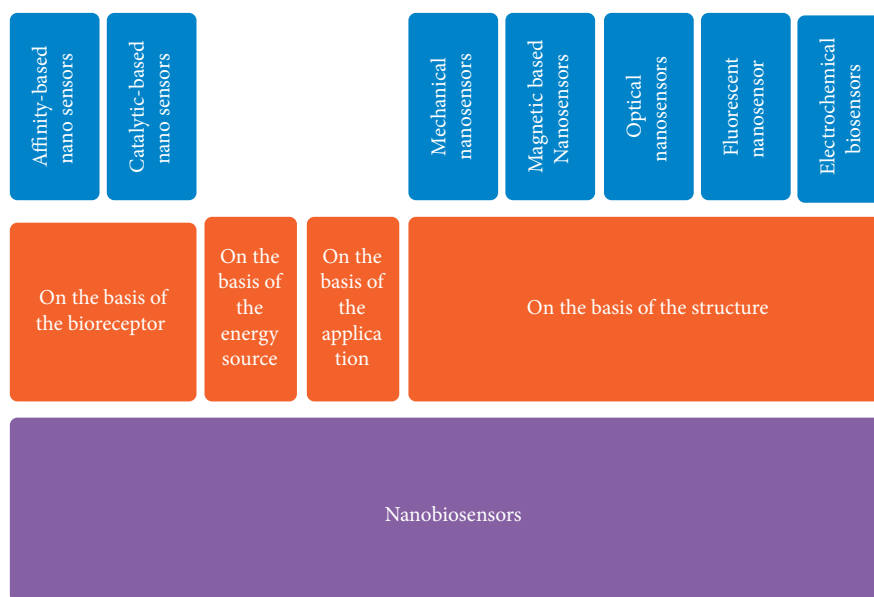 Affinity-based
nano sensors
Catalytic-based
nano sensors
Mechanical
nanosensors
Magnetic based
Nanosensors
Optical
nanosensors
Fluorescent
nanosensor
Electrochemical
biosensors
On the basis of
the bioreceptor
On the
basis of
the
energy
source
On the
basis of
the
applica
tion
On the basis of the structure
Nanobiosensors